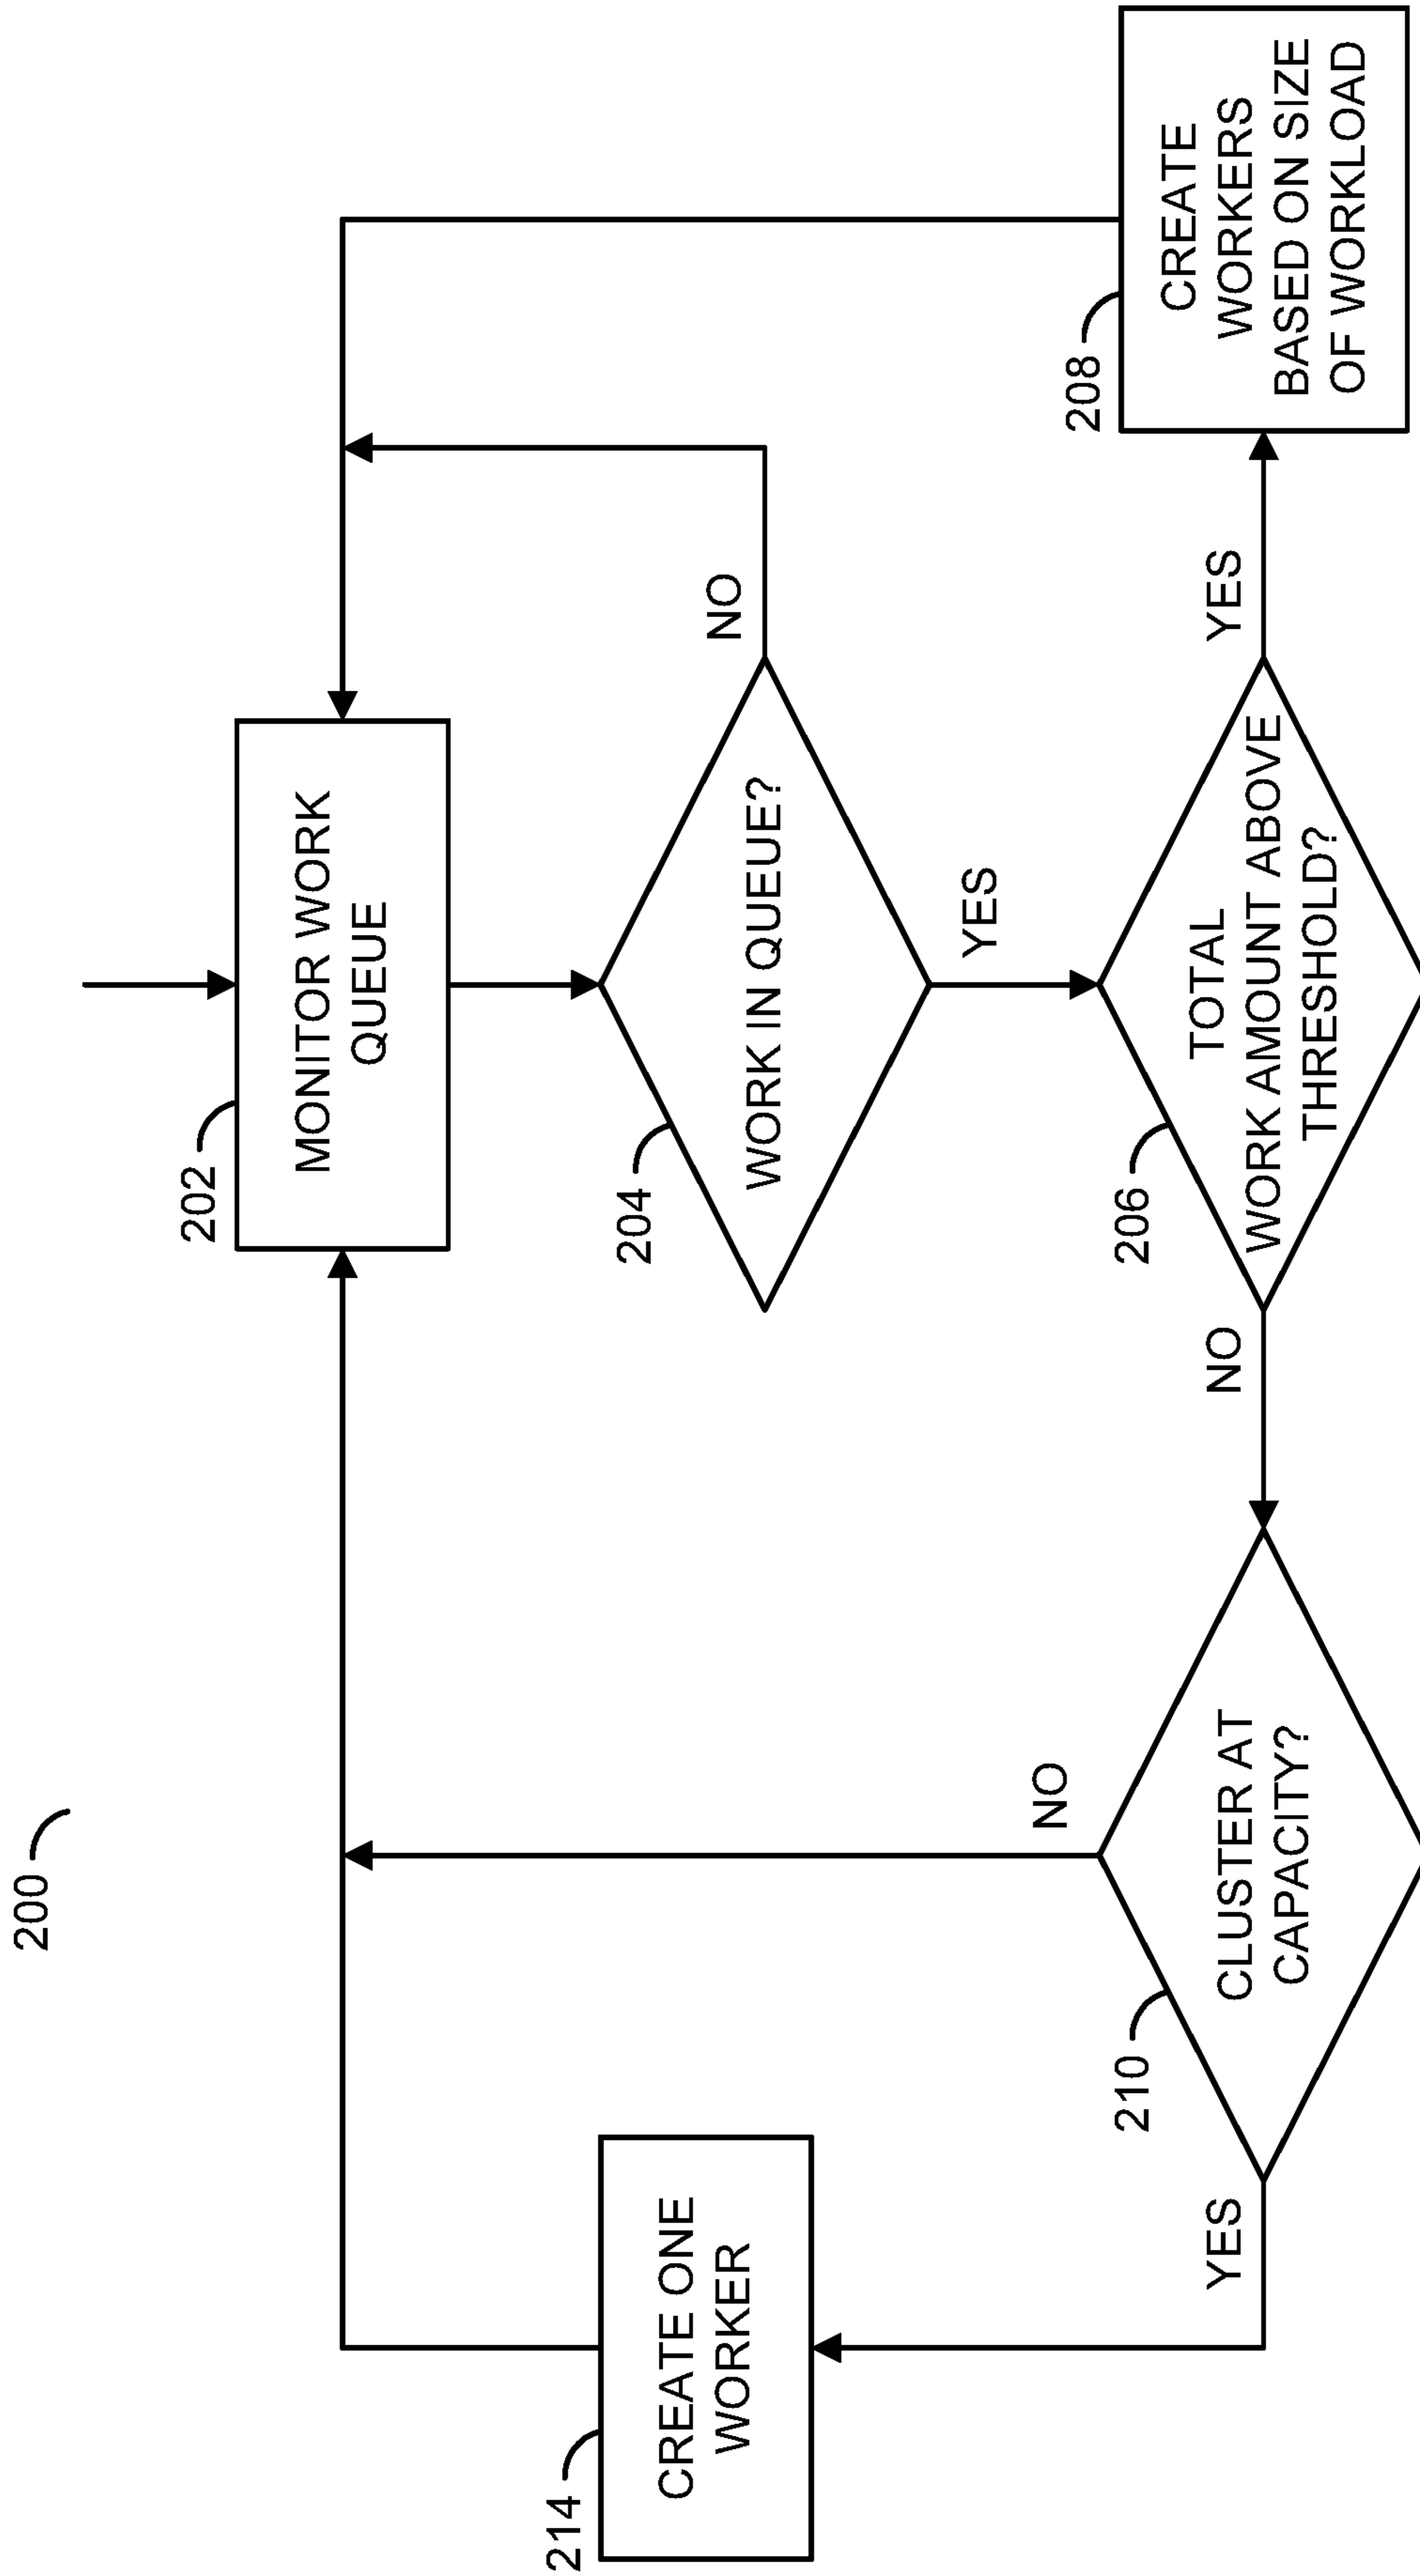 200
202
MONITOR WORK
QUEUE
204
WORK IN QUEUE?
NO
YES
206
TOTAL
WORK AMOUNT ABOVE
THRESHOLD?
YES
NO
208
CREATE
WORKERS
BASED ON SIZE
OF WORKLOAD
210
CLUSTER AT
CAPACITY?
NO
YES
214
CREATE ONE
WORKER